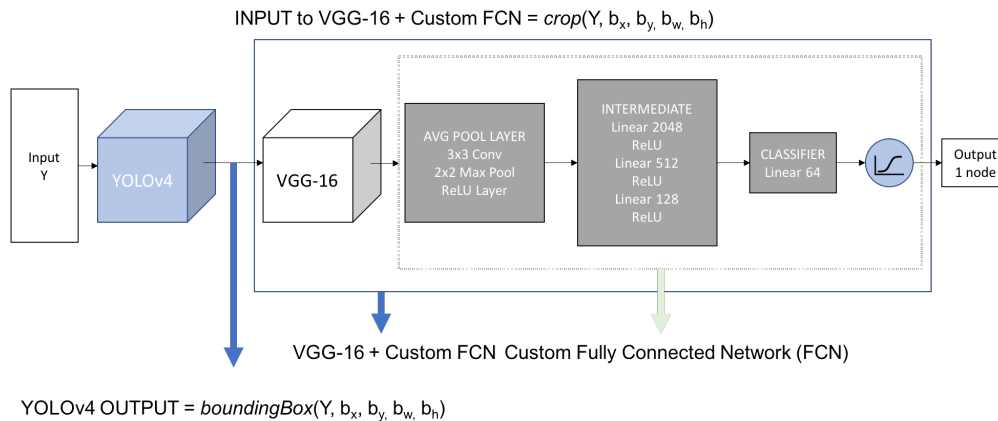 INPUT to VGG-16 + Custom FCN = crop(Y, bx, by, bw, bh)
Input
Y
YOLOv4
VGG-16
AVG POOL LAYER
3x3 Conv
2x2 Max Pool
ReLU Layer
INTERMEDIATE
Linear 2048
ReLU
Linear 512
ReLU
Linear 128
ReLU
CLASSIFIER
Linear 64
Output
1 node
VGG-16 + Custom FCN
Custom Fully Connected Network (FCN)
YOLOv4 OUTPUT = boundingBox(Y, bx, by, bw, bh)